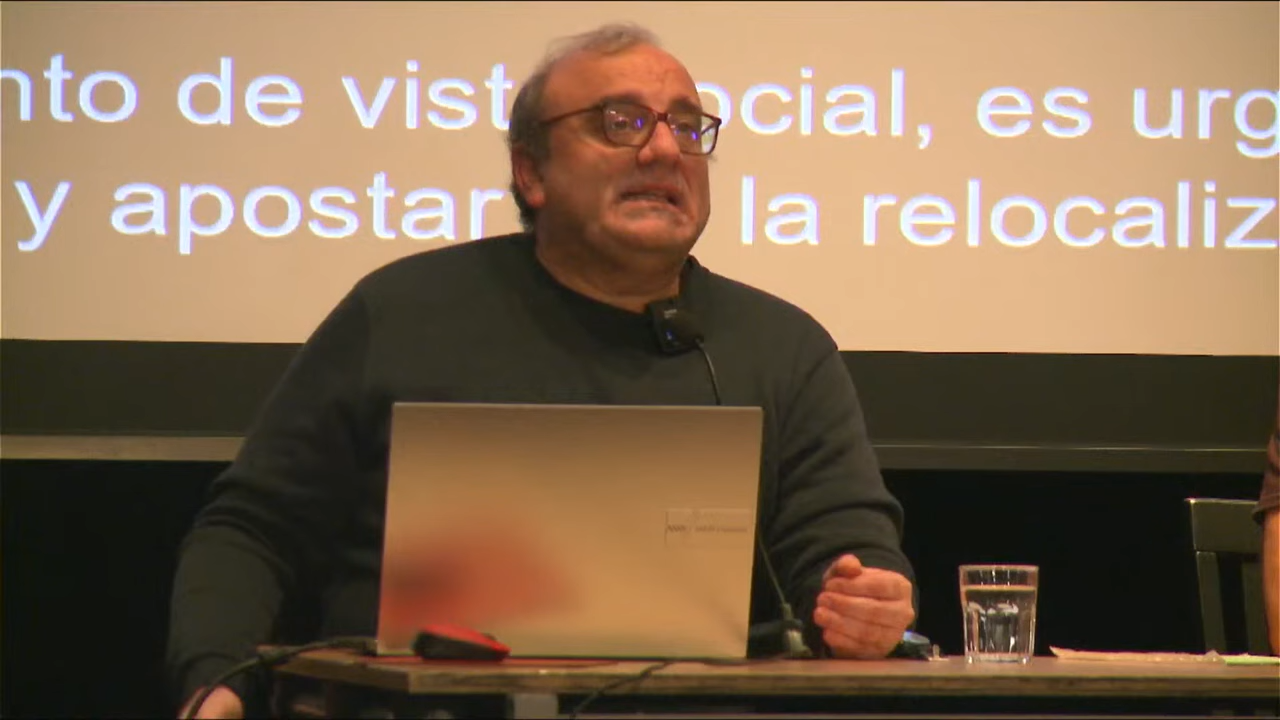 nto de vist ocial, es urg
y apostar la relocaliz